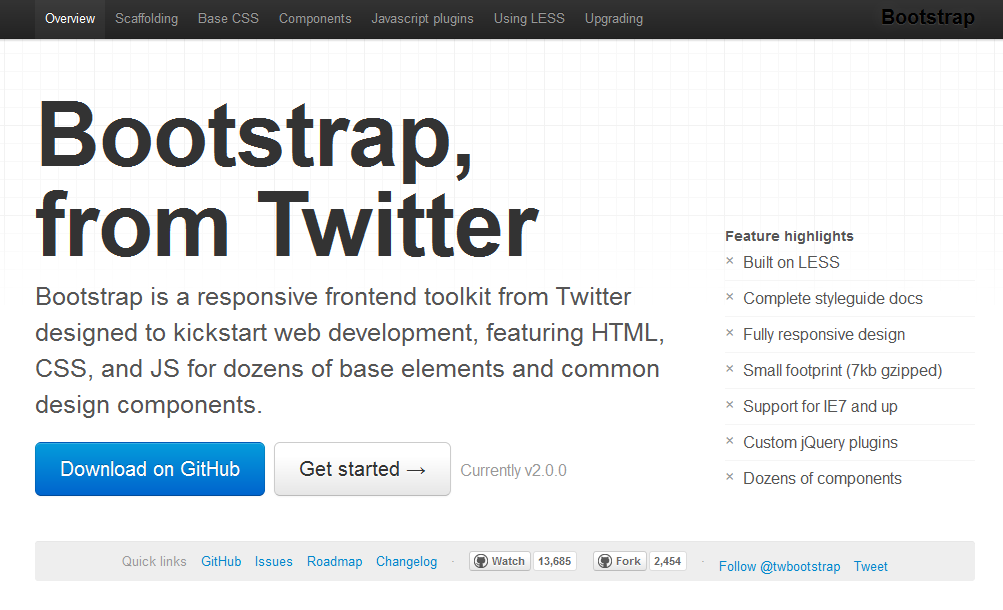 Overview Scaffolding Base CSS Components Javascript plugins Using LESS Upgrading Bootstrap
Bootstrap,
from Twitter
Bootstrap is a responsive frontend toolkit from Twitter
designed to kickstart web development, featuring HTML,
CSS, and JS for dozens of base elements and common
design components.
Download on GitHub Get started → Currently v2.0.0
Feature highlights
× Built on LESS
× Complete styleguide docs
× Fully responsive design
× Small footprint (7kb gzipped)
× Support for IE7 and up
× Custom jQuery plugins
× Dozens of components
Quick links GitHub Issues Roadmap Changelog · Watch 13,685 Fork 2,454 · Follow @twbootstrap Tweet